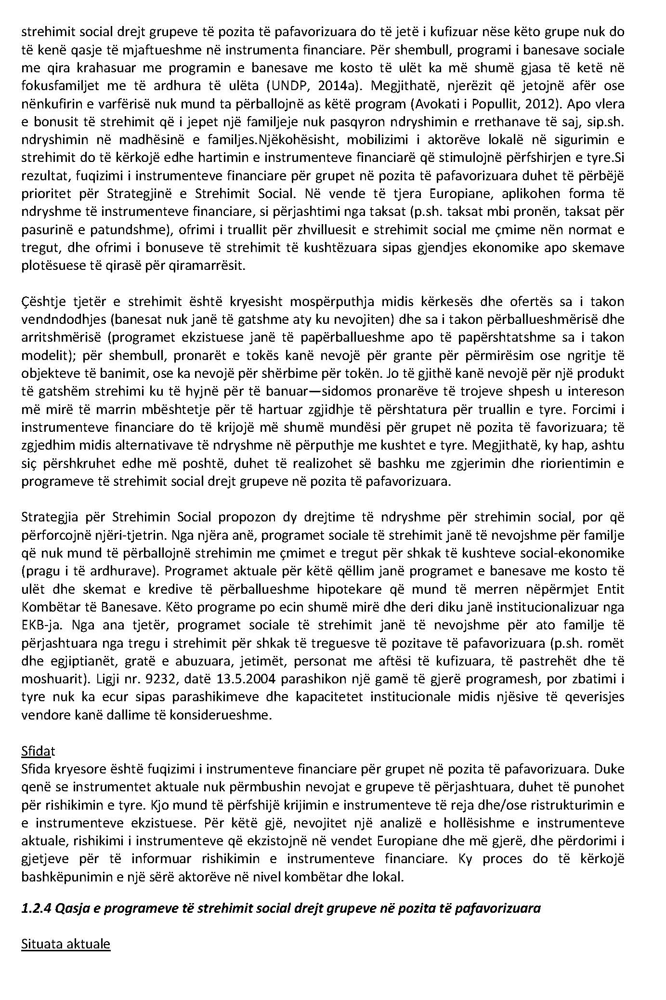 strehimit social drejt grupeve të pozita të pafavorizuara do të jetë i kufizuar nëse këto grupe nuk do
të kenë qasje të mjaftueshme në instrumenta financiare. Për shembull, programi i banesave sociale
me qira krahasuar me programin e banesave me kosto të ulët ka më shumë gjasa të ketë në
fokusfamiljet me të ardhura të ulëta (UNDP, 2014a). Megjithatë, njerëzit që jetojnë afër ose
nënkufirin e varfërisë nuk mund ta përballojnë as këtë program (Avokati i Popullit, 2012). Apo vlera
e bonusit të strehimit që i jepet një familjeje nuk pasqyron ndryshimin e rrethanave të saj, sip.sh.
ndryshimin në madhësinë e familjes.Njëkohësisht, mobilizimi i aktorëve lokalë në sigurimin e
strehimit do të kërkojë edhe hartimin e instrumenteve financiarë që stimulojnë përfshirjen e tyre.Si
rezultat, fuqizimi i instrumenteve financiare për grupet në pozita të pafavorizuara duhet të përbëjë
prioritet për Strategjinë e Strehimit Social. Në vende të tjera Europiane, aplikohen forma të
ndryshme të instrumenteve financiare, si përjashtimi nga taksat (p.sh. taksat mbi pronën, taksat për
pasurinë e patundshme), ofrimi i truallit për zhvilluesit e strehimit social me çmime nën normat e
tregut, dhe ofrimi i bonuseve të strehimit të kushtëzuara sipas gjendjes ekonomike apo skemave
plotësuese të qirasë për qiramarrësit.
Çështje tjetër e strehimit është kryesisht mospërputhja midis kërkesës dhe ofertës sa i takon
vendndodhjes (banesat nuk janë të gatshme aty ku nevojiten) dhe sa i takon përballueshmërisë dhe
arritshmërisë (programet ekzistuese janë të papërballueshme apo të papërshtatshme sa i takon
modelit); për shembull, pronarët e tokës kanë nevojë për grante për përmirësim ose ngritje të
objekteve të banimit, ose ka nevojë për shërbime për tokën. Jo të gjithë kanë nevojë për një produkt
të gatshëm strehimi ku të hyjnë për të banuar—sidomos pronarëve të trojeve shpesh u intereson
më mirë të marrin mbështetje për të hartuar zgjidhje të përshtatura për truallin e tyre. Forcimi i
instrumenteve financiare do të krijojë më shumë mundësi për grupet në pozita të favorizuara; të
zgjedhim midis alternativave të ndryshme në përputhje me kushtet e tyre. Megjithatë, ky hap, ashtu
siç përshkruhet edhe më poshtë, duhet të realizohet së bashku me zgjerimin dhe riorientimin e
programeve të strehimit social drejt grupeve në pozita të pafavorizuara.
Strategjia për Strehimin Social propozon dy drejtime të ndryshme për strehimin social, por që
përforcojnë njëri-tjetrin. Nga njëra anë, programet sociale të strehimit janë të nevojshme për familje
që nuk mund të përballojnë strehimin me çmimet e tregut për shkak të kushteve social-ekonomike
(pragu i të ardhurave). Programet aktuale për këtë qëllim janë programet e banesave me kosto të
ulët dhe skemat e kredive të përballueshme hipotekare që mund të merren nëpërmjet Entit
Kombëtar të Banesave. Këto programe po ecin shumë mirë dhe deri diku janë institucionalizuar nga
EKB-ja. Nga ana tjetër, programet sociale të strehimit janë të nevojshme për ato familje të
përjashtuara nga tregu i strehimit për shkak të treguesve të pozitave të pafavorizuara (p.sh. romët
dhe egjiptianët, gratë e abuzuara, jetimët, personat me aftësi të kufizuara, të pastrehët dhe të
moshuarit). Ligji nr. 9232, datë 13.5.2004 parashikon një gamë të gjerë programesh, por zbatimi i
tyre nuk ka ecur sipas parashikimeve dhe kapacitetet institucionale midis njësive të qeverisjes
vendore kanë dallime të konsiderueshme.
Sfidat
Sfida kryesore është fuqizimi i instrumenteve financiare për grupet në pozita të pafavorizuara. Duke
qenë se instrumentet aktuale nuk përmbushin nevojat e grupeve të përjashtuara, duhet të punohet
për rishikimin e tyre. Kjo mund të përfshijë krijimin e instrumenteve të reja dhe/ose ristrukturimin e
e instrumenteve ekzistuese. Për këtë gjë, nevojitet një analizë e hollësishme e instrumenteve
aktuale, rishikimi i instrumenteve që ekzistojnë në vendet Europiane dhe më gjerë, dhe përdorimi i
gjetjeve për të informuar rishikimin e instrumenteve financiare. Ky proces do të kërkojë
bashkëpunimin e një sërë aktorëve në nivel kombëtar dhe lokal.
1.2.4 Qasja e programeve të strehimit social drejt grupeve në pozita të pafavorizuara
Situata aktuale